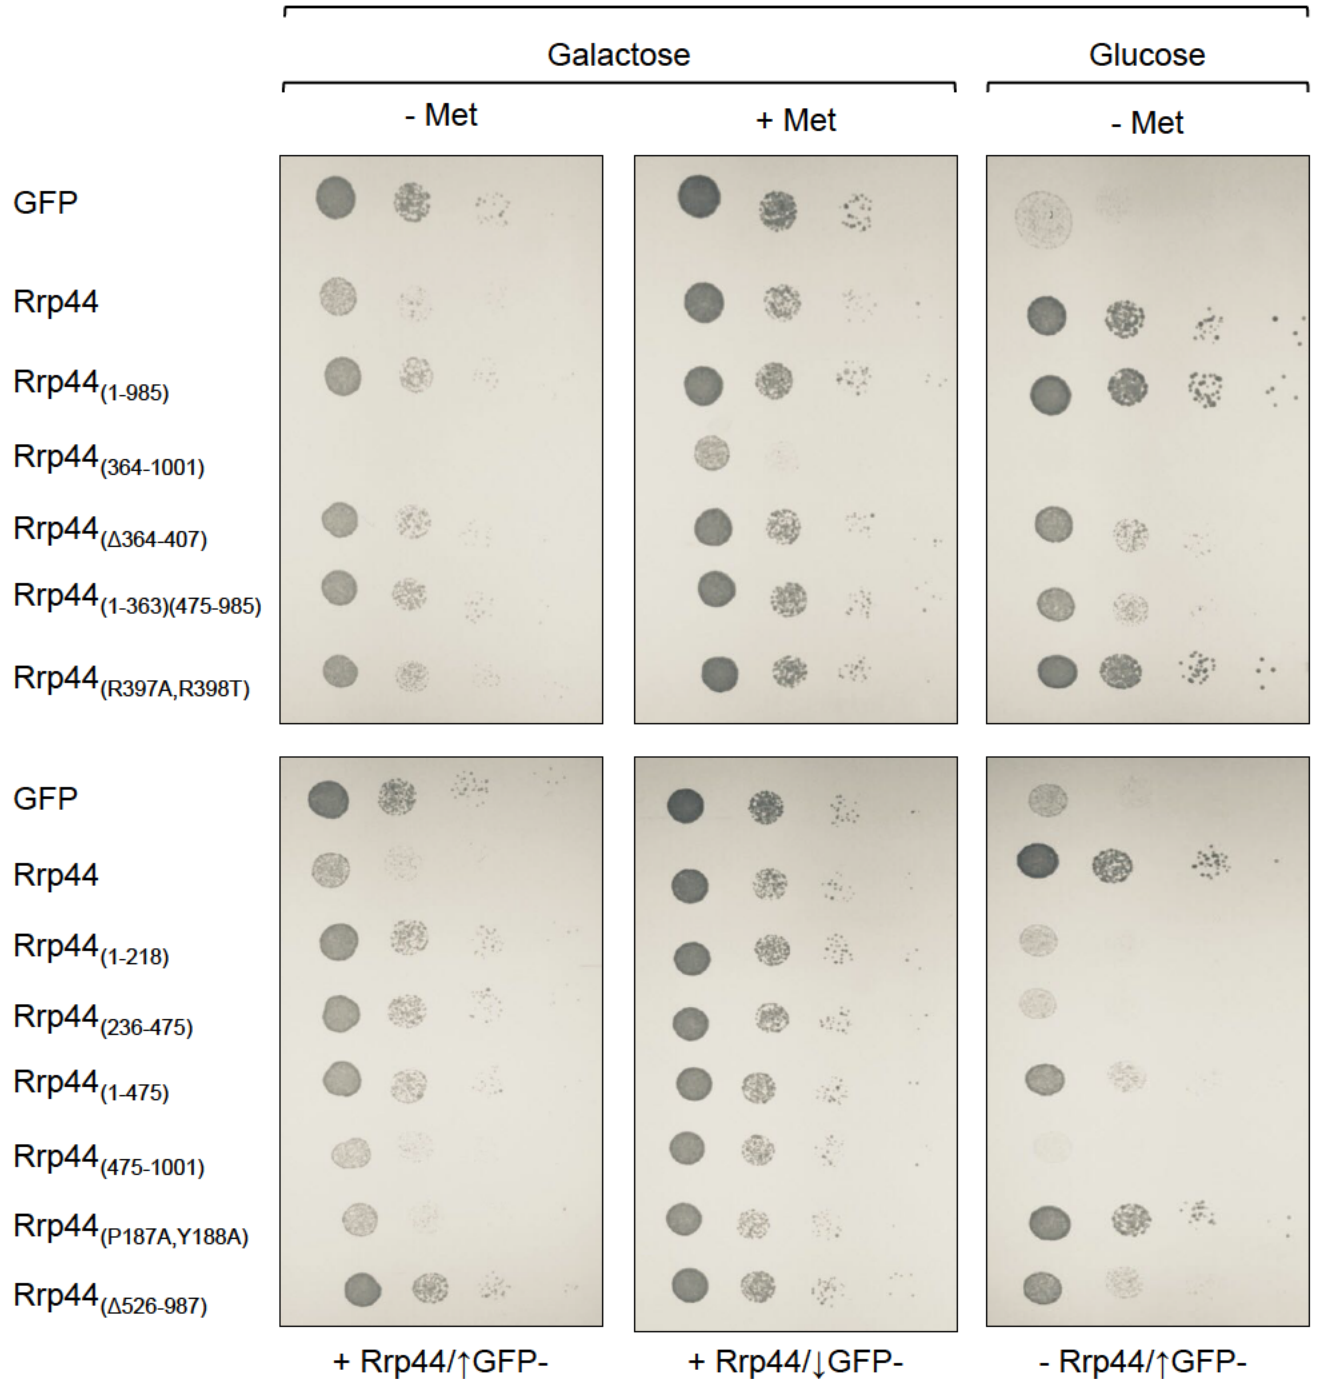 Galactose Glucose
- Met + Met - Met
GFP
Rrp44
Rrp44(1-985)
Rrp44(364-1001)
Rrp44(Δ364-407)
Rrp44(1-363)(475-985)
Rrp44(R397A,R398T)
GFP
Rrp44
Rrp44(1-218)
Rrp44(236-475)
Rrp44(1-475)
Rrp44(475-1001)
Rrp44(P187A,Y188A)
Rrp44(Δ526-987)
+ Rrp44/↑GFP- + Rrp44/↓GFP- - Rrp44/↑GFP-